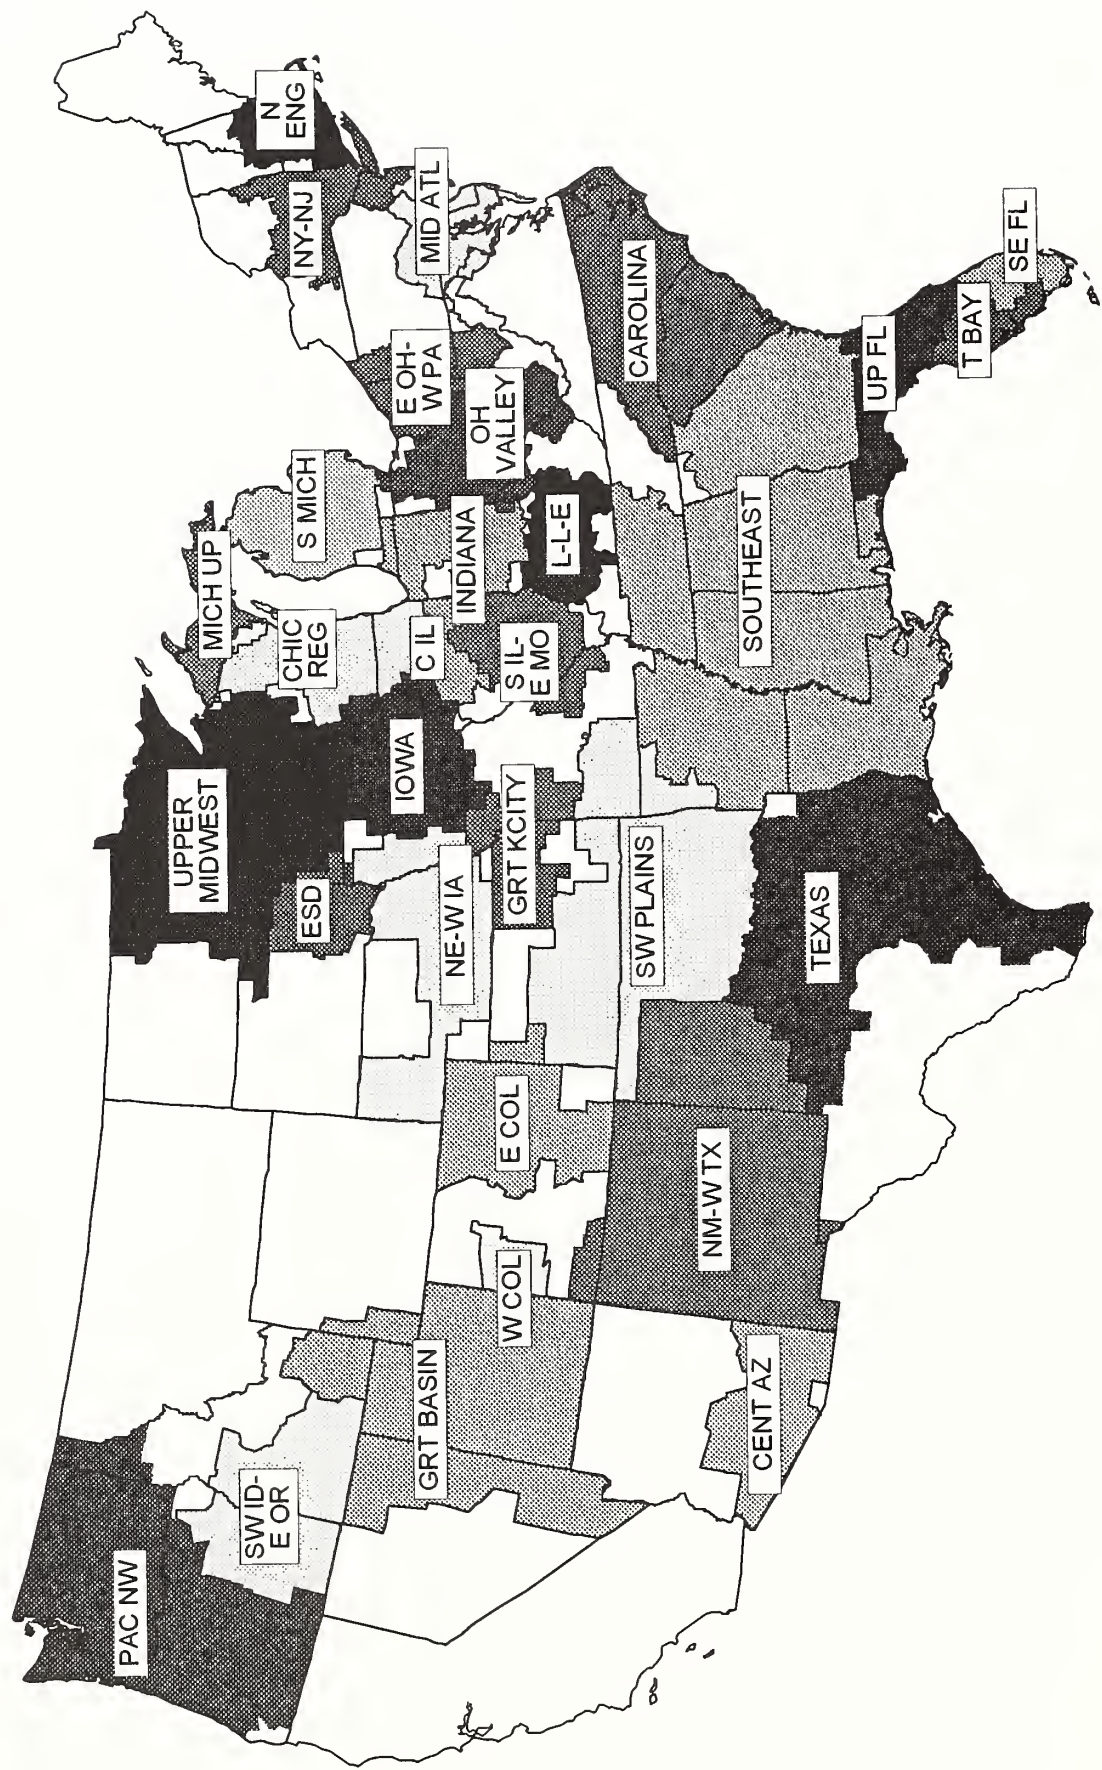 PAC NW
SW ID-
E OR
GRT BASIN
W COL
CENT AZ
E COL
NM-W TX
UPPER
MIDWEST
ESD
NE-W IA
GRT KCITY
SW PLAINS
TEXAS
IOWA
MICH UP
CHIC
REG
C IL
S IL-
E MO
S MICH
INDIANA
L-L-E
SOUTHEAST
E OH-
W PA
OH
VALLEY
CAROLINA
UP FL
T BAY
SE FL
NY-NJ
MID ATL
N
ENG